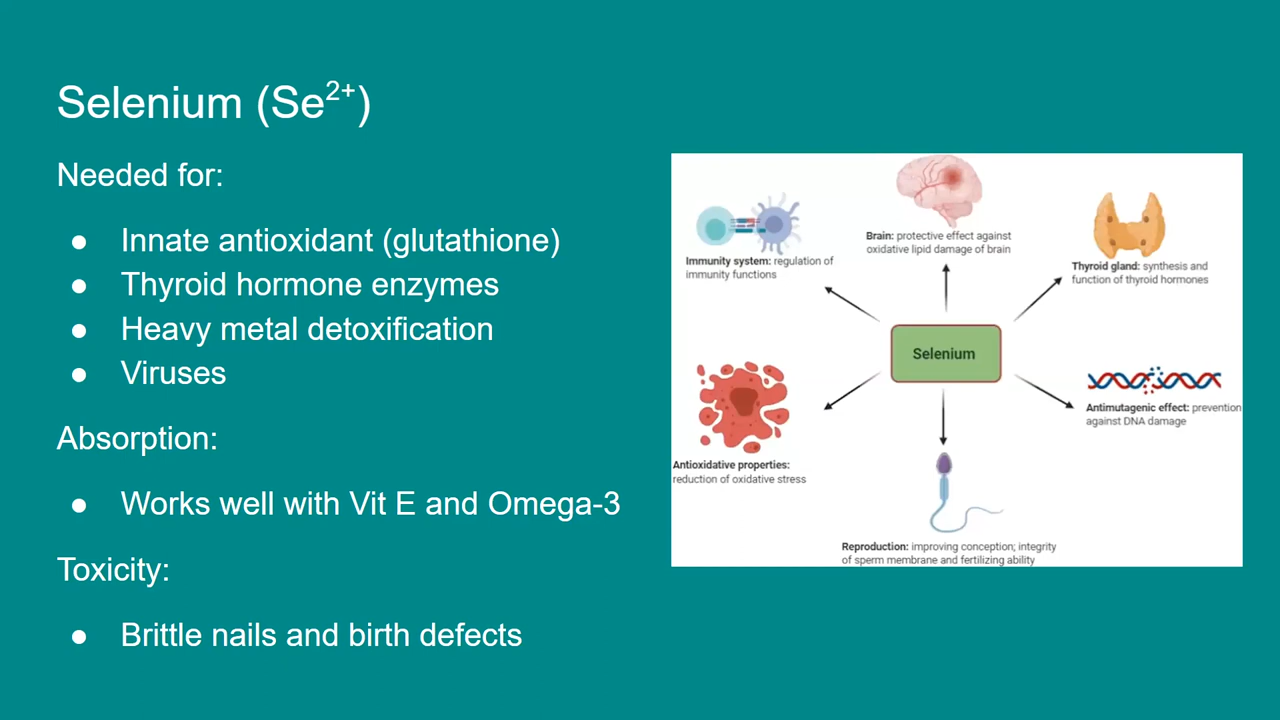 Selenium (Se²⁺)
Needed for:
● Innate antioxidant (glutathione)
● Thyroid hormone enzymes
● Heavy metal detoxification
● Viruses
Absorption:
● Works well with Vit E and Omega-3
Toxicity:
● Brittle nails and birth defects
Brain: protective effect against
oxidative lipid damage of brain
Immunity system: regulation of
immunity functions
Thyroid gland: synthesis and
function of thyroid hormones
Selenium
Antimutagenic effect: prevention
against DNA damage
Antioxidative properties:
reduction of oxidative stress
Reproduction: improving conception; integrity
of sperm membrane and fertilizing ability